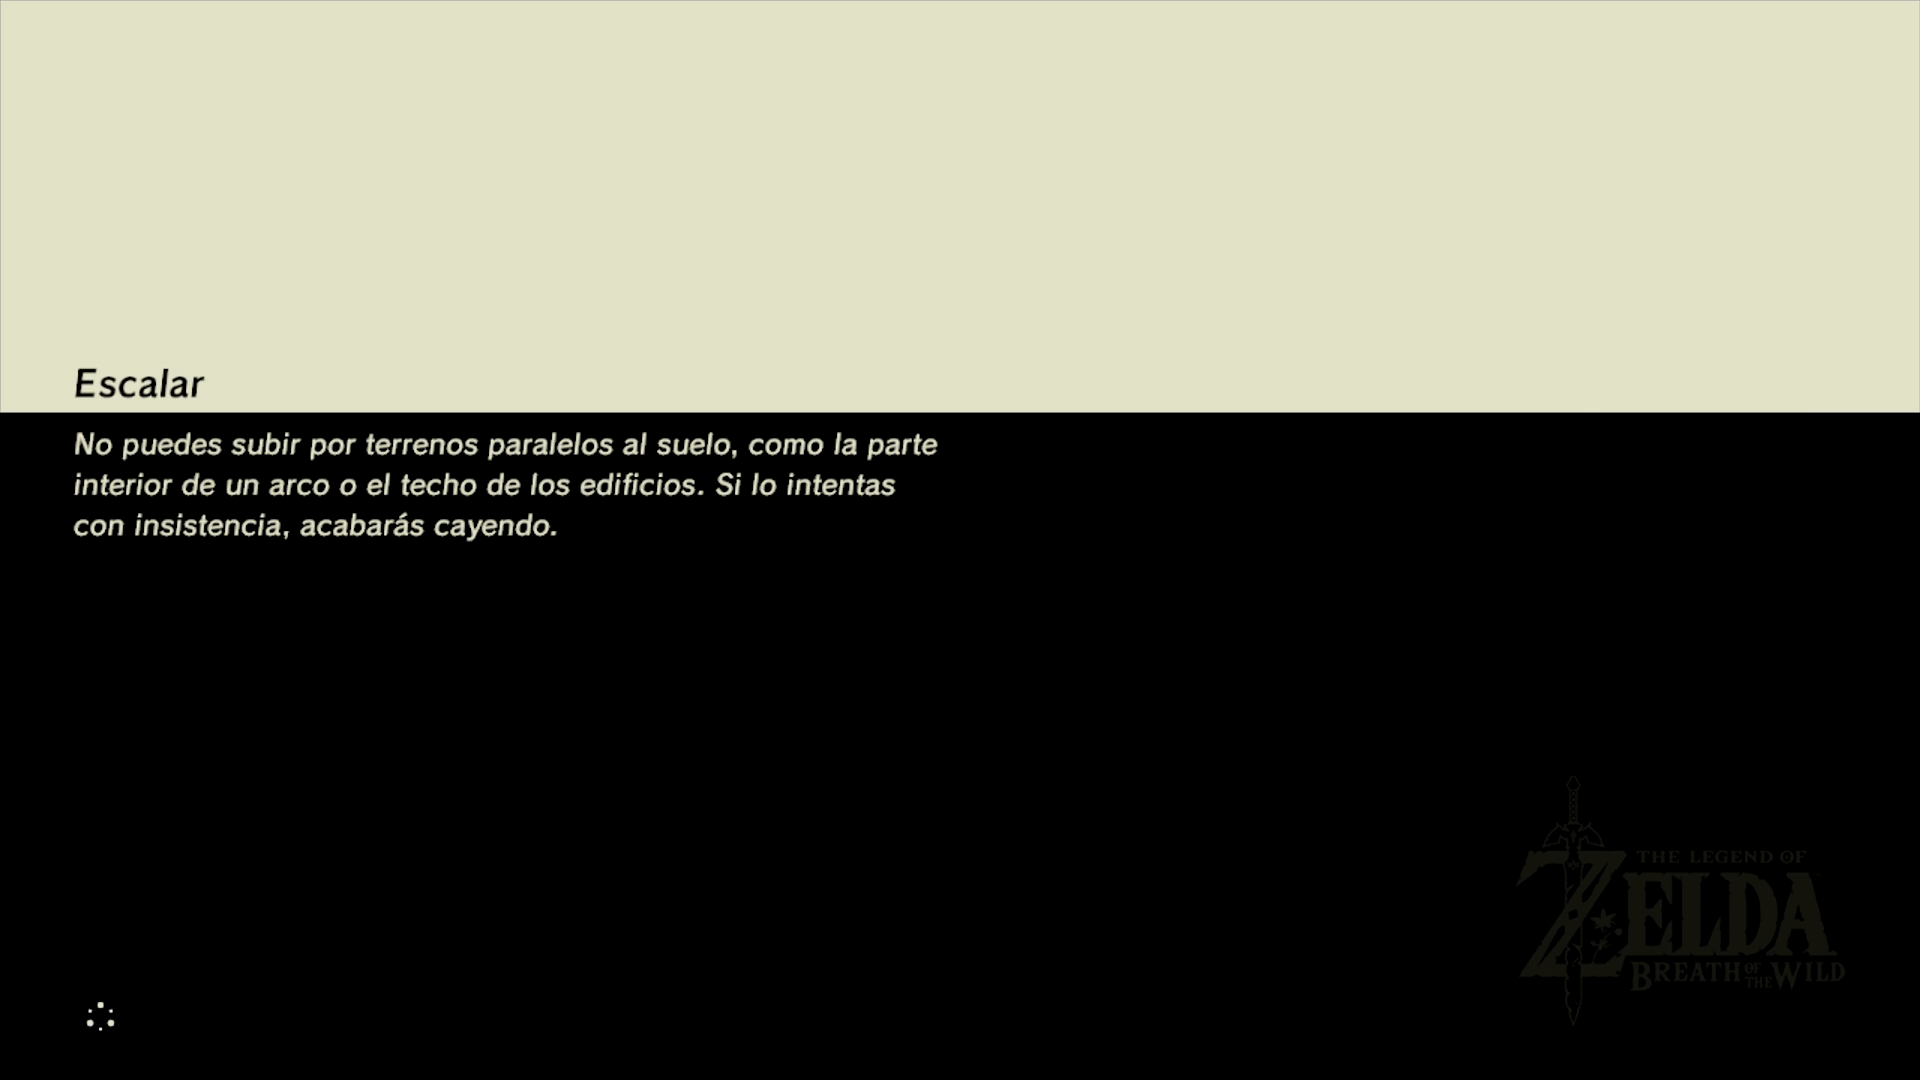 Escalar
No puedes subir por terrenos paralelos al suelo, como la parte
interior de un arco o el techo de los edificios. Si lo intentas
con insistencia, acabarás cayendo.
THE LEGEND OF
ZELDA
BREATH OF THE WILD